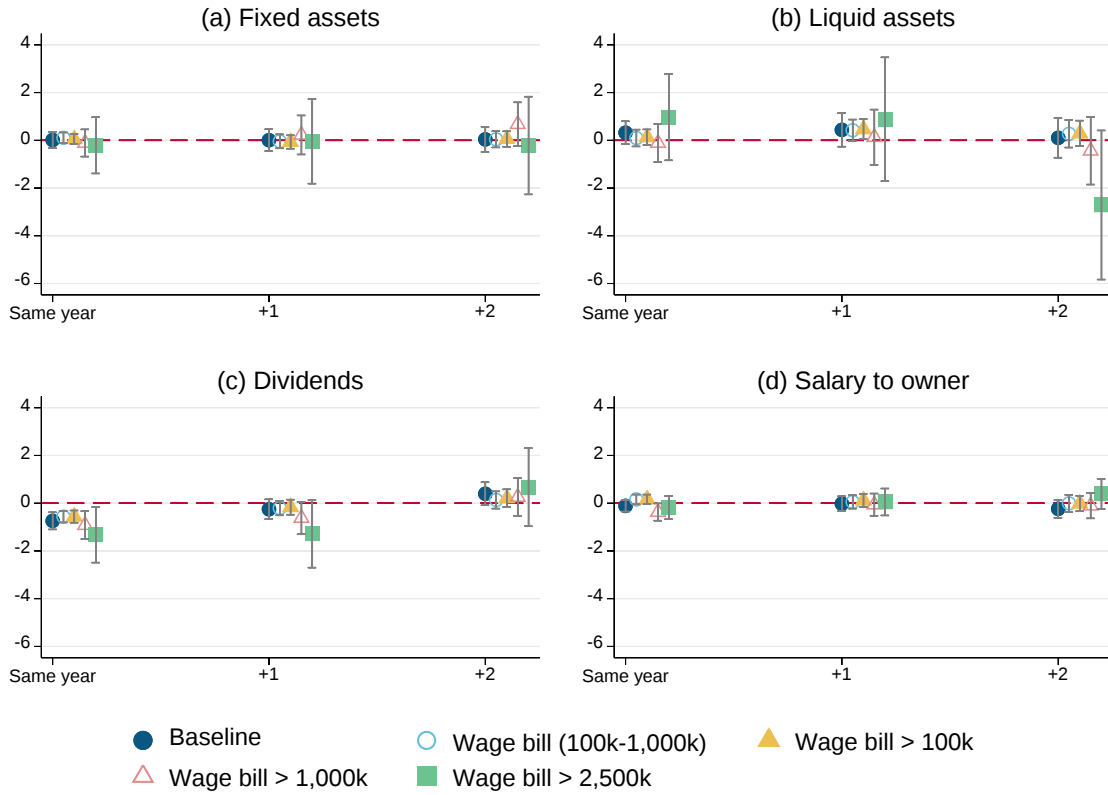 (a) Fixed assets
4
2
0
-2
-4
-6
Same year +1 +2
(b) Liquid assets
4
2
0
-2
-4
-6
Same year +1 +2
(c) Dividends
4
2
0
-2
-4
-6
Same year +1 +2
(d) Salary to owner
4
2
0
-2
-4
-6
Same year +1 +2
Baseline Wage bill (100k-1,000k) Wage bill > 100k
Wage bill > 1,000k Wage bill > 2,500k